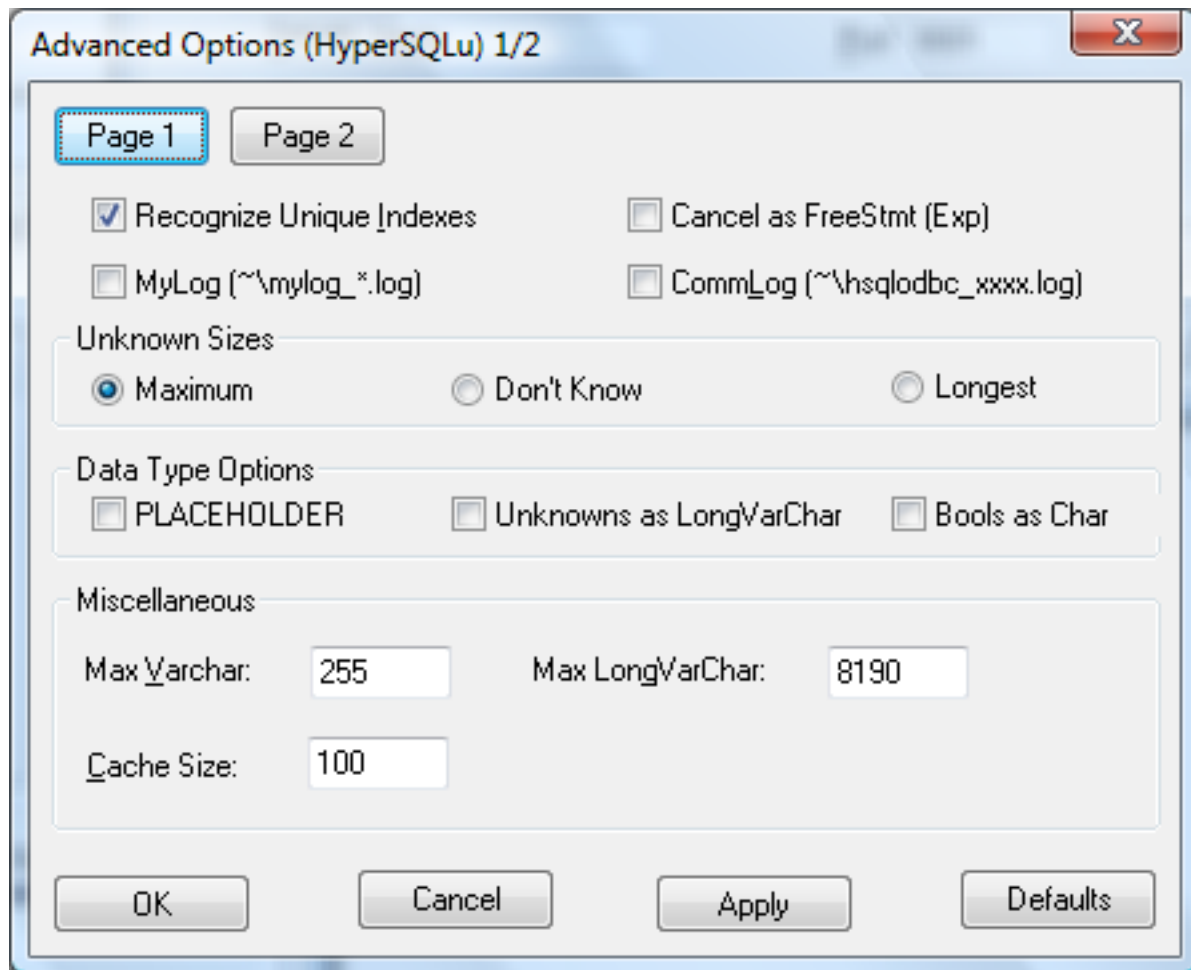 Advanced Options (HyperSQLu) 1/2
Page 1 Page 2
Recognize Unique Indexes Cancel as FreeStmt (Exp)
MyLog (~\mylog_*.log) CommLog (~\hsqlodbc_xxxx.log)
Unknown Sizes
Maximum Don't Know Longest
Data Type Options
PLACEHOLDER Unknowns as LongVarChar Bools as Char
Miscellaneous
Max Varchar: 255 Max LongVarChar: 8190
Cache Size: 100
OK Cancel Apply Defaults